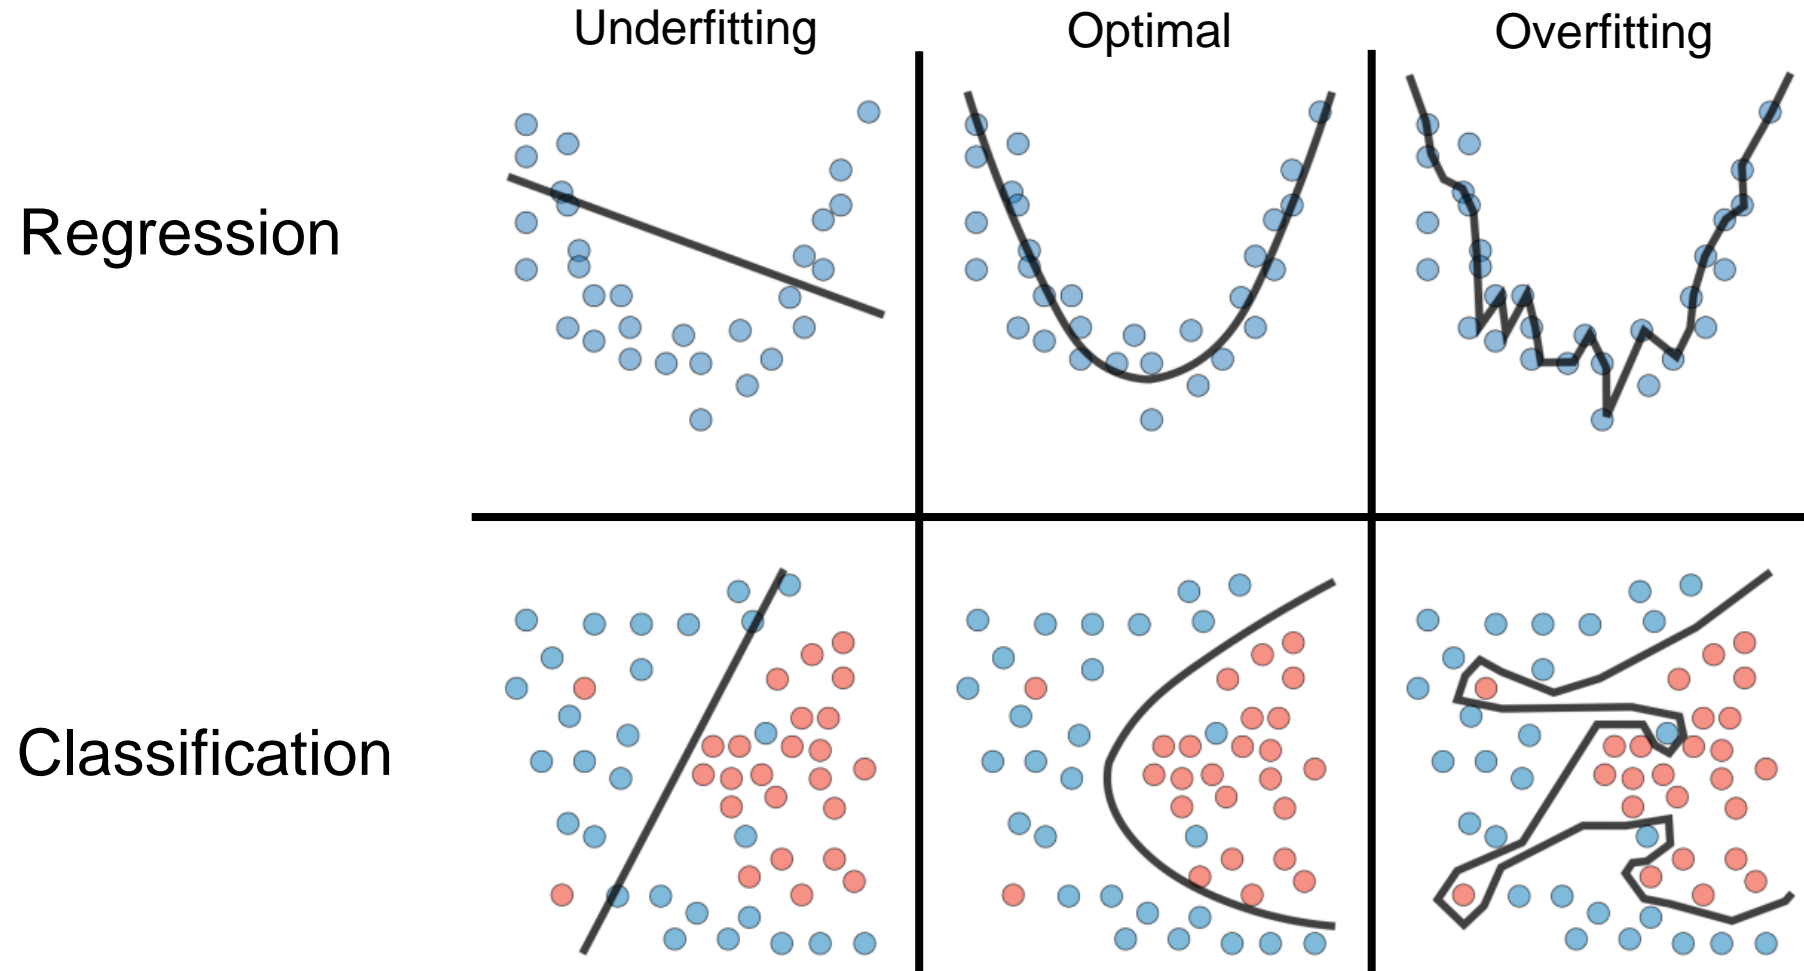 Underfitting
Optimal
Overfitting
Regression
Classification